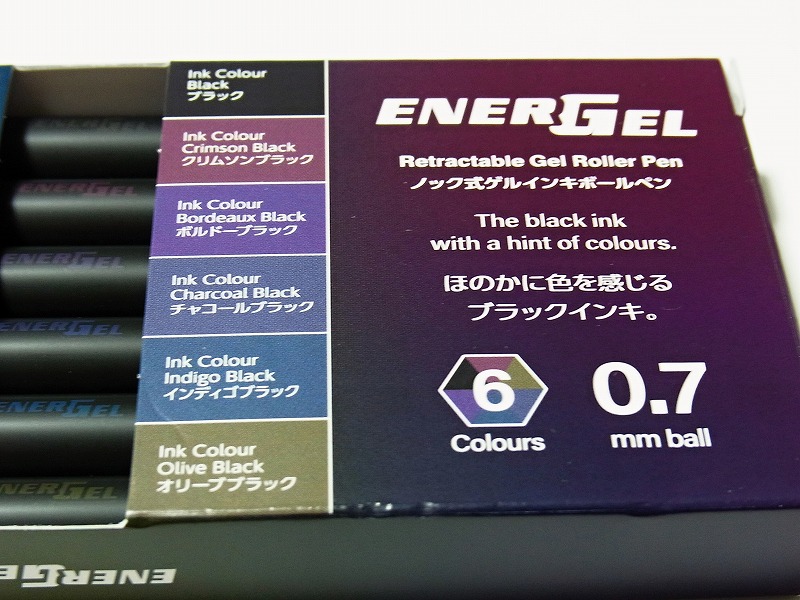 Ink Colour
Black
ブラック
Ink Colour
Crimson Black
クリムソンブラック
Ink Colour
Bordeaux Black
ボルドーブラック
Ink Colour
Charcoal Black
チャコールブラック
Ink Colour
Indigo Black
インディゴブラック
Ink Colour
Olive Black
オリーブブラック
ENERGEL
Retractable Gel Roller Pen
ノック式ゲルインキボールペン
The black ink
with a hint of colours.
ほのかに色を感じる
ブラックインキ。
6
Colours
0.7
mm ball
ENERGEL
ENERGEL
ENERGEL
ENERGEL
ENERGEL
ENERGEL
ENERGEL